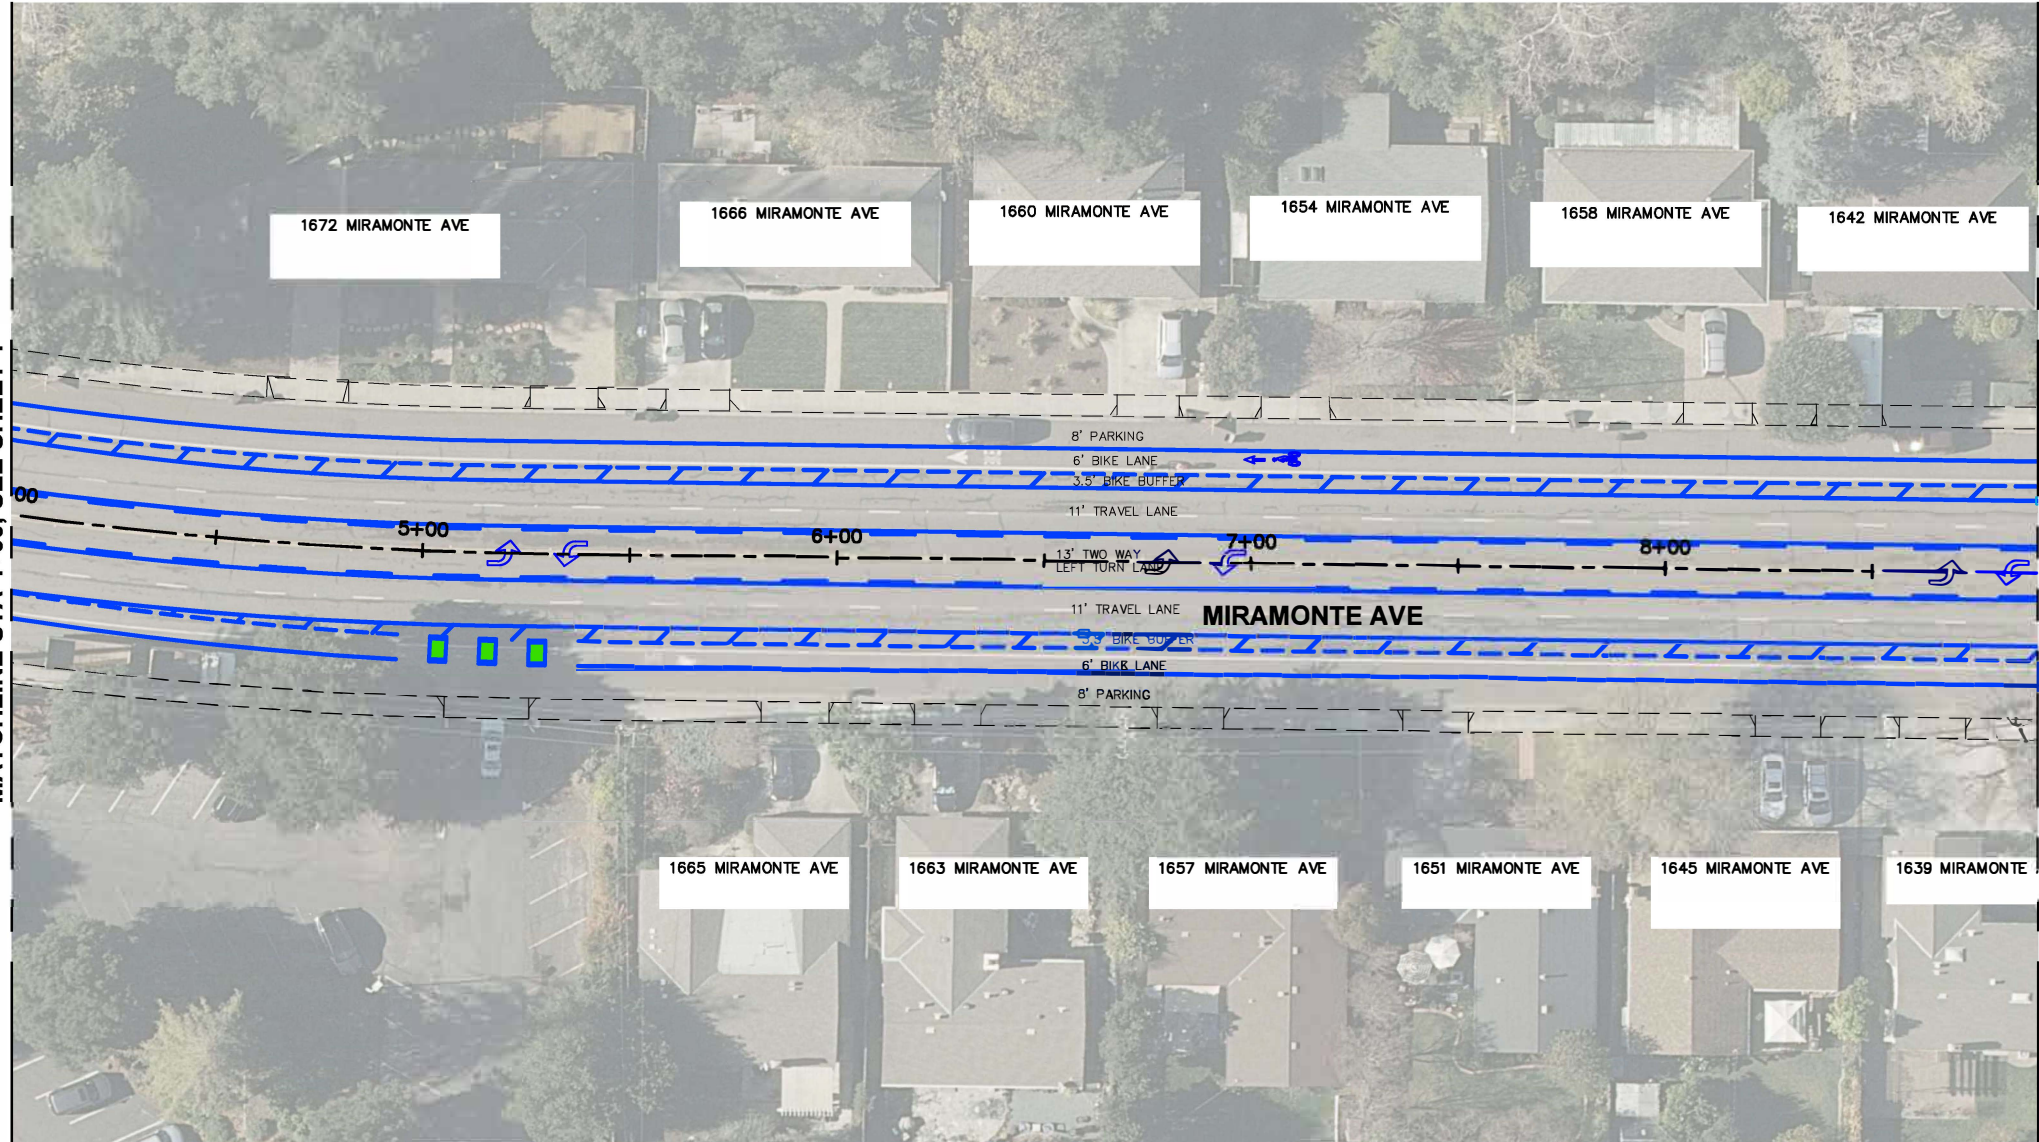 1672 MIRAMONTE AVE
1666 MIRAMONTE AVE
1660 MIRAMONTE AVE
1654 MIRAMONTE AVE
1658 MIRAMONTE AVE
1642 MIRAMONTE AVE
8' PARKING
6' BIKE LANE
3.5' BIKE BUFFER
11' TRAVEL LANE
00
5+00
6+00
7+00
8+00
13' TWO WAY
LEFT TURN LANE
11' TRAVEL LANE
MIRAMONTE AVE
3.5' BIKE BUFFER
6' BIKE LANE
8' PARKING
1665 MIRAMONTE AVE
1663 MIRAMONTE AVE
1657 MIRAMONTE AVE
1651 MIRAMONTE AVE
1645 MIRAMONTE AVE
1639 MIRAMONTE